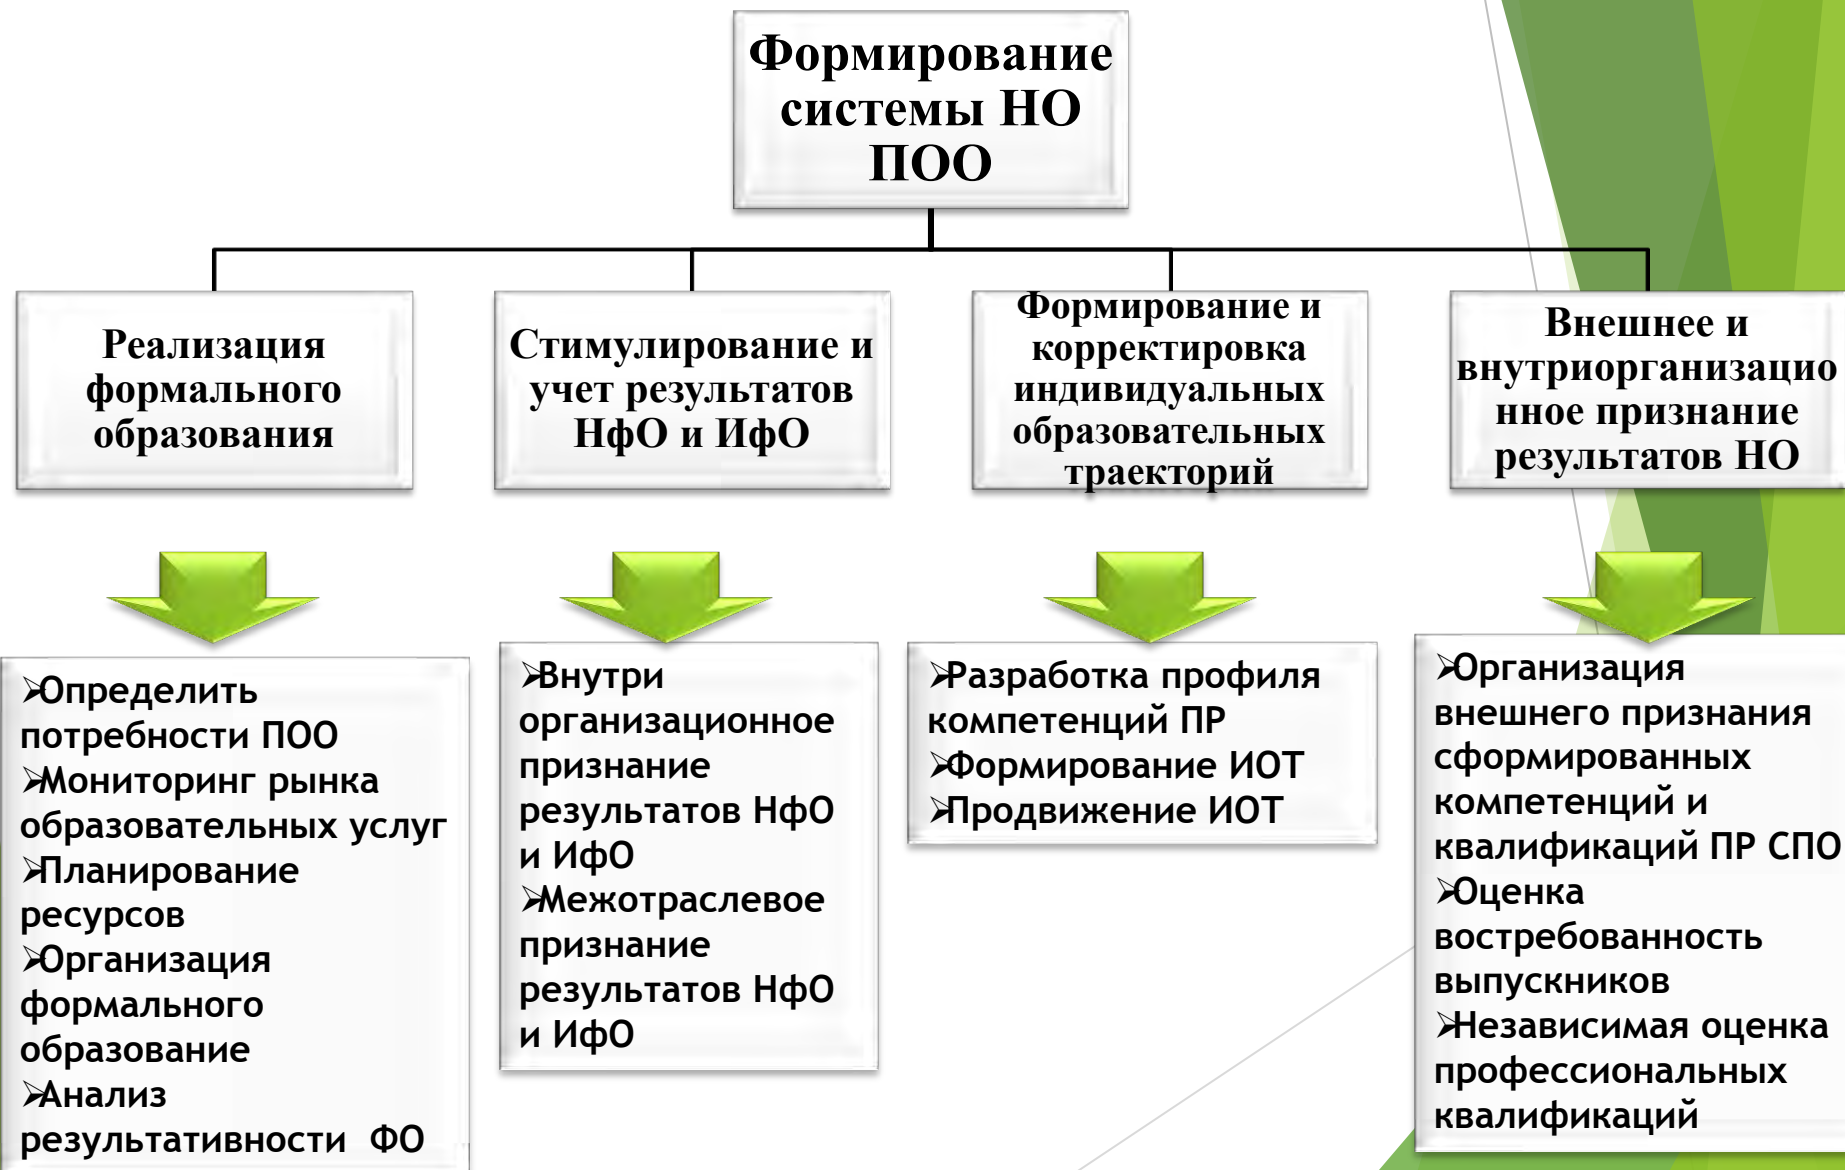 Формирование
системы НО
ПОО
Реализация
формального
образования
Стимулирование и
учет результатов
НфО и ИфО
Формирование и
корректировка
индивидуальных
образовательных
траекторий
Внешнее и
внутриорганизацио
нное признание
результатов НО
➢Определить
потребности ПОО
➢Мониторинг рынка
образовательных услуг
➢Планирование
ресурсов
➢Организация
формального
образование
➢Анализ
результативности ФО
➢Внутри
организационное
признание
результатов НфО
и ИфО
➢Межотраслевое
признание
результатов НфО
и ИфО
➢Разработка профиля
компетенций ПР
➢Формирование ИОТ
➢Продвижение ИОТ
➢Организация
внешнего признания
сформированных
компетенций и
квалификаций ПР СПО
➢Оценка
востребованность
выпускников
➢Независимая оценка
профессиональных
квалификаций